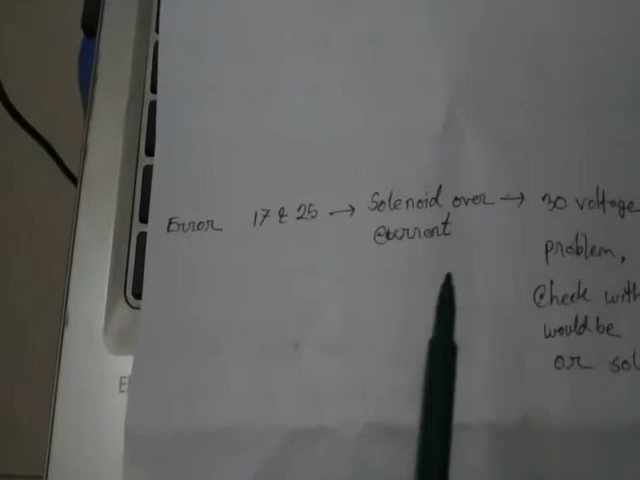 Error 17 & 25 → Solenoid over → 30 voltage
current
problem,
Check with
would be
or sol
E